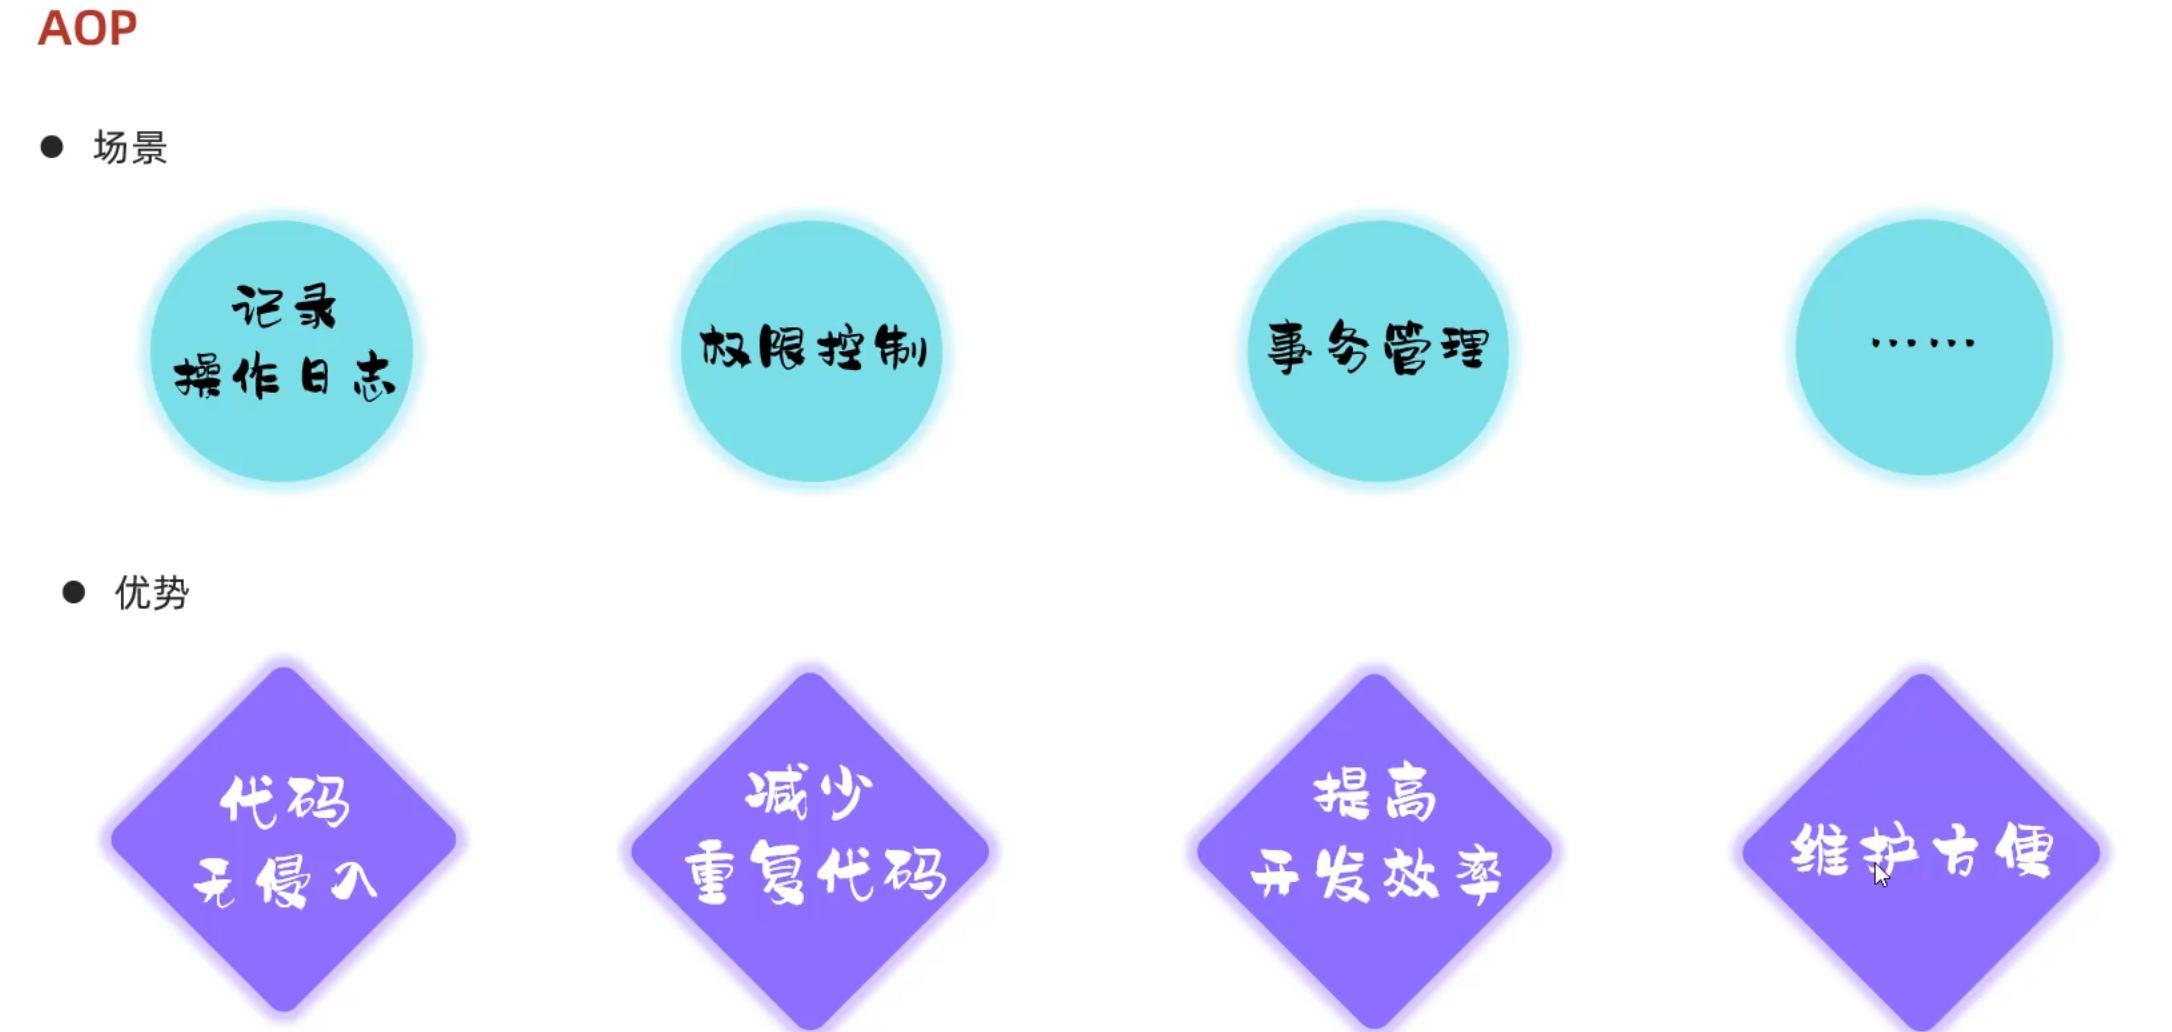 AOP
场景
记录
操作日志
权限控制
事务管理
……
优势
代码
无侵入
减少
重复代码
提高
开发效率
维护方便